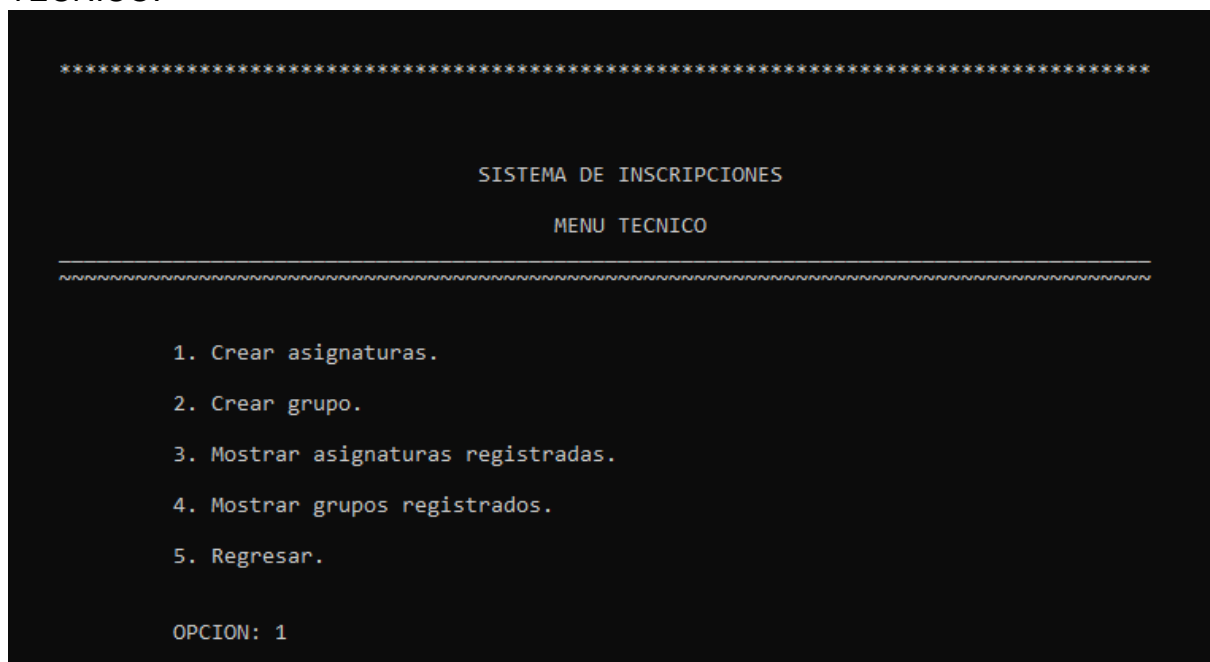 TECNICO.
**************************************************************************************
SISTEMA DE INSCRIPCIONES
MENU TECNICO
______________________________________________________________________________________
~~~~~~~~~~~~~~~~~~~~~~~~~~~~~~~~~~~~~~~~~~~~~~~~~~~~~~~~~~~~~~~~~~~~~~~~~~~~~~~~~~~~~~
1. Crear asignaturas.
2. Crear grupo.
3. Mostrar asignaturas registradas.
4. Mostrar grupos registrados.
5. Regresar.
OPCION: 1